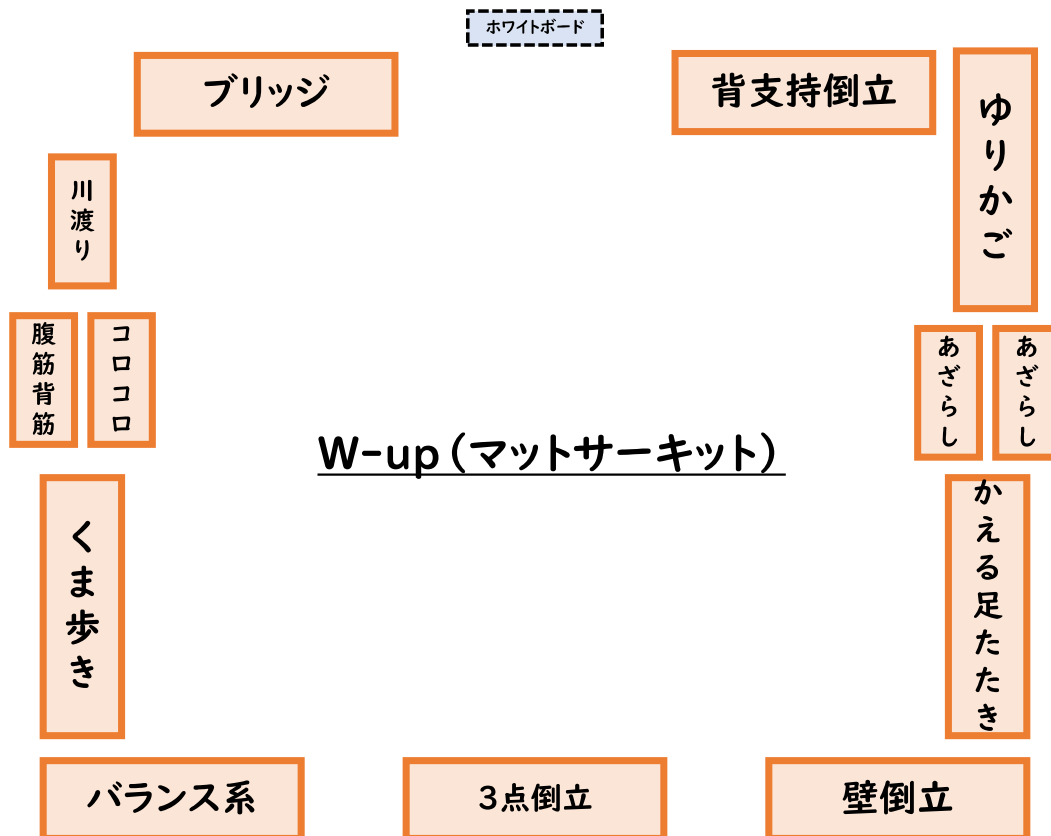 ホワイトボード
ブリッジ
背支持倒立
ゆりかご
川渡り
腹筋背筋
コロコロ
あざらし
あざらし
W-up（マットサーキット）
くま歩き
かえる足たたき
バランス系
3点倒立
壁倒立